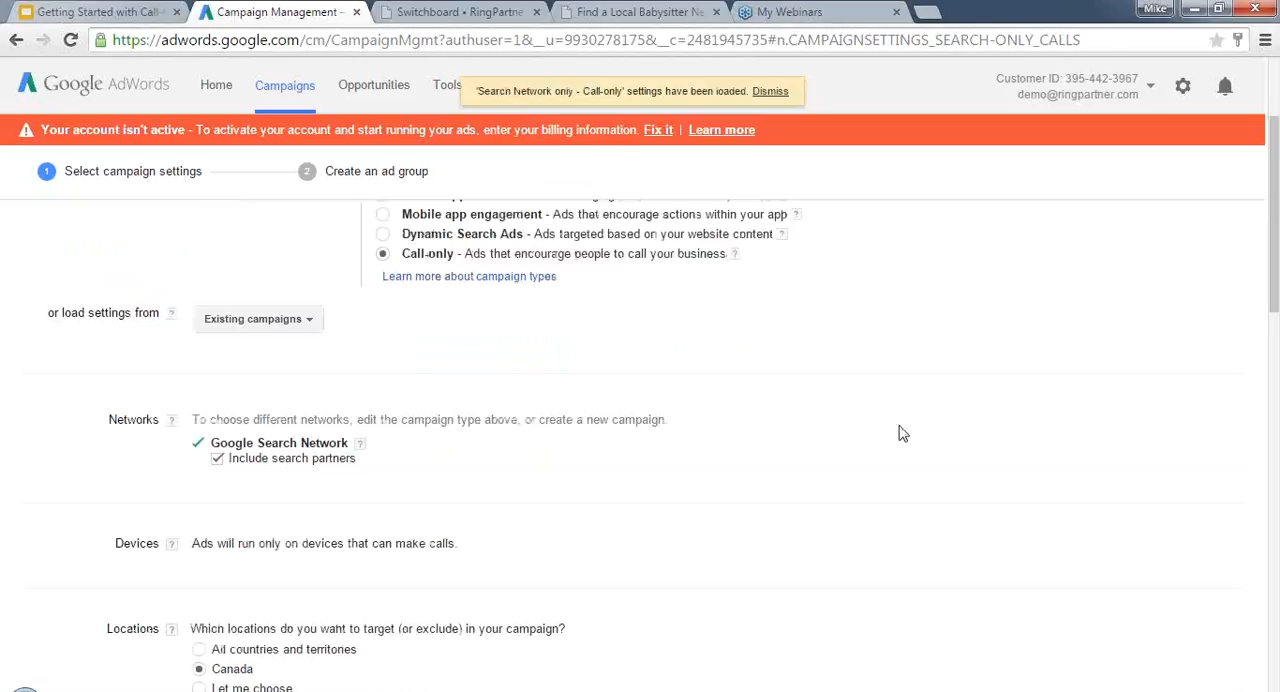 Getting Started with Call-
Campaign Management -
Switchboard • RingPartne
Find a Local Babysitter Ne
My Webinars
Mike
https://adwords.google.com/cm/CampaignMgmt?authuser=1&__u=9930278175&__c=2481945735#n.CAMPAIGNSETTINGS_SEARCH-ONLY_CALLS
Google AdWords
Home
Campaigns
Opportunities
Tools
'Search Network only - Call-only' settings have been loaded. Dismiss
Customer ID: 395-442-3967
demo@ringpartner.com
Your account isn't active - To activate your account and start running your ads, enter your billing information. Fix it | Learn more
1 Select campaign settings
2 Create an ad group
Mobile app engagement - Ads that encourage actions within your app ?
Dynamic Search Ads - Ads targeted based on your website content ?
Call-only - Ads that encourage people to call your business ?
Learn more about campaign types
or load settings from ?
Existing campaigns
Networks ? To choose different networks, edit the campaign type above, or create a new campaign.
Google Search Network ?
Include search partners
Devices ? Ads will run only on devices that can make calls.
Locations ? Which locations do you want to target (or exclude) in your campaign?
All countries and territories
Canada
Let me choose